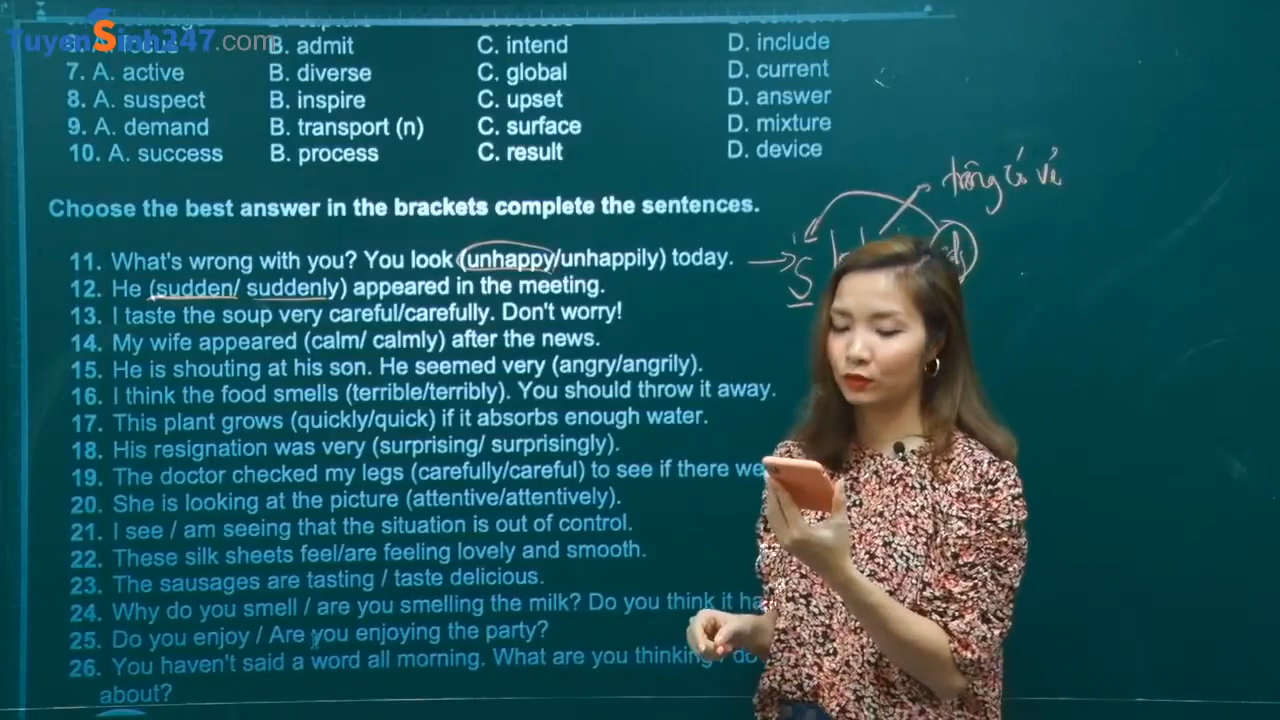 TuyenSinh247.com
B. admit C. intend D. include
7. A. active B. diverse C. global D. current
8. A. suspect B. inspire C. upset D. answer
9. A. demand B. transport (n) C. surface D. mixture
10. A. success B. process C. result D. device
trông có vẻ
Choose the best answer in the brackets complete the sentences.
11. What's wrong with you? You look (unhappy/unhappily) today.
S
12. He (sudden/ suddenly) appeared in the meeting.
13. I taste the soup very careful/carefully. Don't worry!
14. My wife appeared (calm/ calmly) after the news.
15. He is shouting at his son. He seemed very (angry/angrily).
16. I think the food smells (terrible/terribly). You should throw it away.
17. This plant grows (quickly/quick) if it absorbs enough water.
18. His resignation was very (surprising/ surprisingly).
19. The doctor checked my legs (carefully/careful) to see if there
20. She is looking at the picture (attentive/attentively).
21. I see / am seeing that the situation is out of control.
22. These silk sheets feel/are feeling lovely and smooth.
23. The sausages are tasting / taste delicious.
24. Why do you smell / are you smelling the milk? Do you think it
25. Do you enjoy / Are you enjoying the party?
26. You haven't said a word all morning. What are you thinking / do
about?